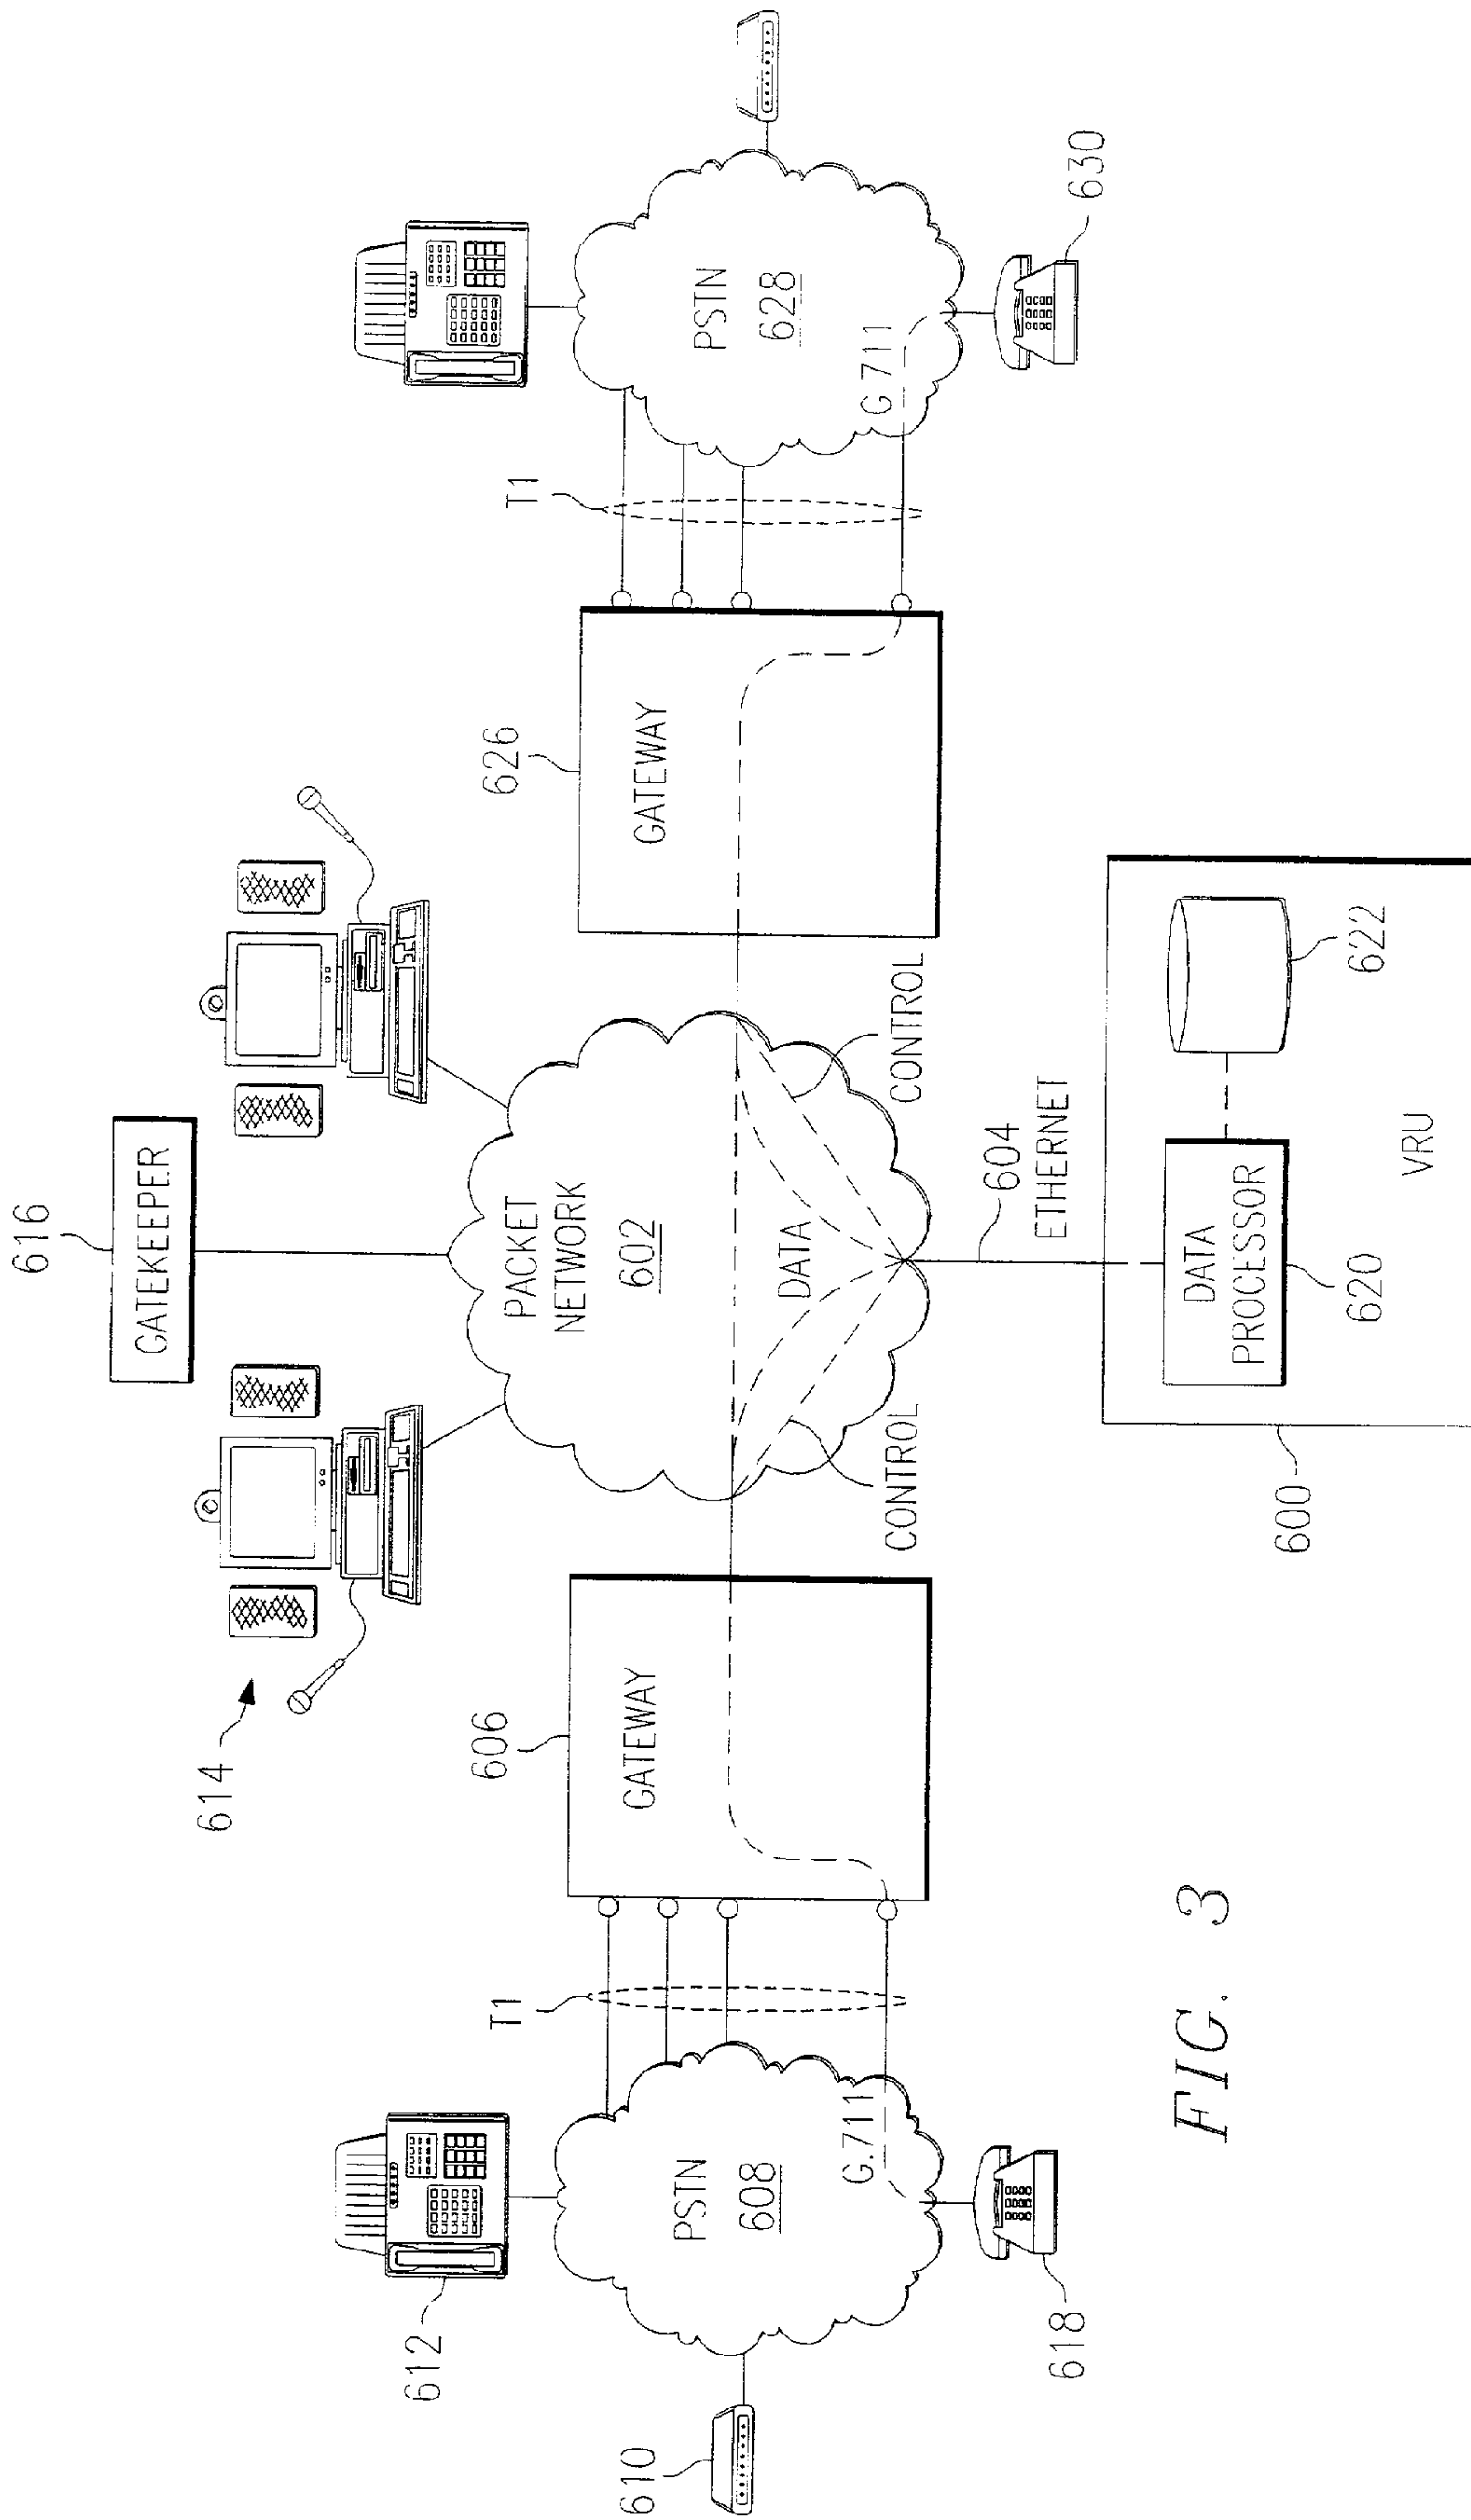 616
GATEKEEPER
614
612
T1
606
GATEWAY
PACKET
NETWORK
602
626
GATEWAY
T1
610
PSTN
608
G.711
618
CONTROL
DATA
CONTROL
604
ETHERNET
PSTN
628
G 711
630
600
DATA
PROCESSOR
620
622
VRU
FIG. 3